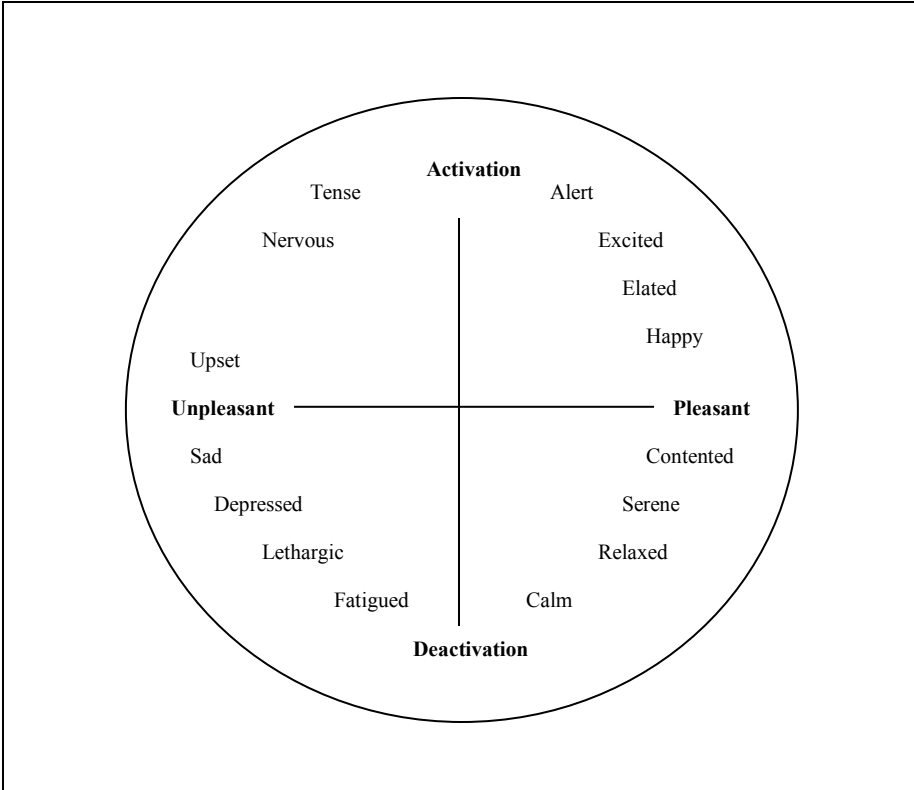 Activation
Tense Alert
Nervous Excited
Elated
Happy
Upset
Unpleasant Pleasant
Sad Contented
Depressed Serene
Lethargic Relaxed
Fatigued Calm
Deactivation